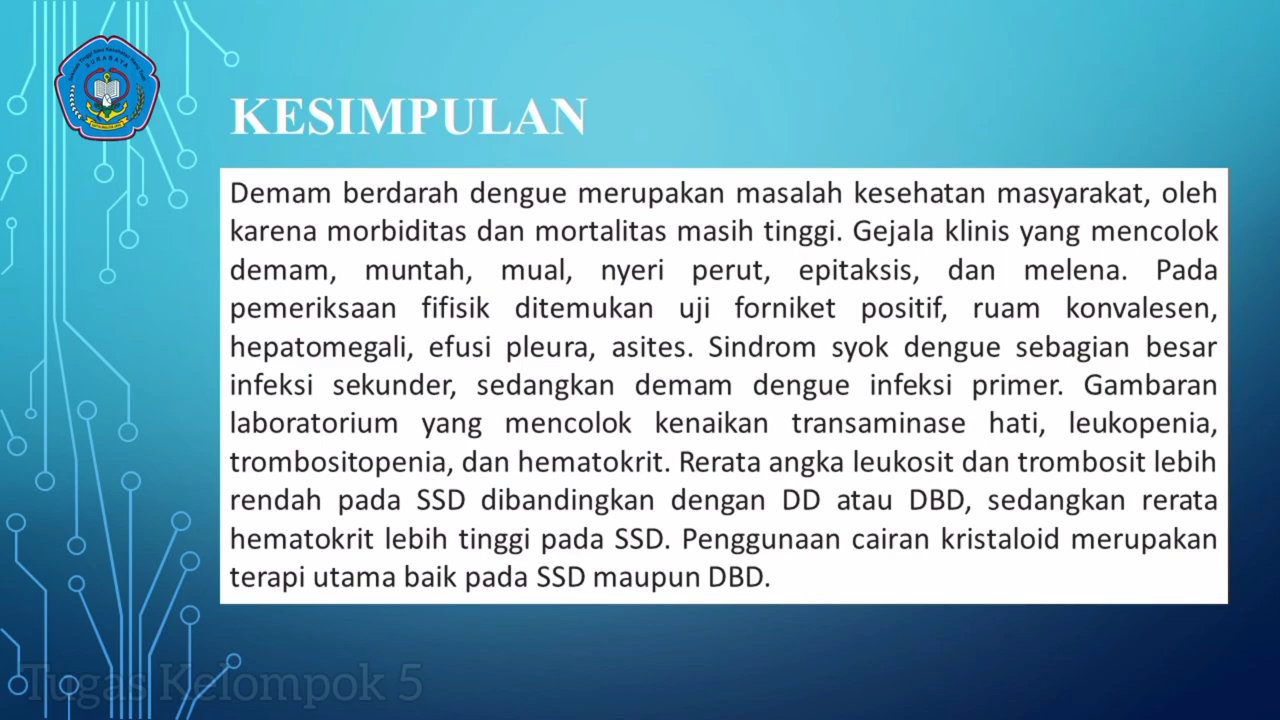 SURABAYA
KESIMPULAN
Demam berdarah dengue merupakan masalah kesehatan masyarakat, oleh
karena morbiditas dan mortalitas masih tinggi. Gejala klinis yang mencolok
demam, muntah, mual, nyeri perut, epitaksis, dan melena. Pada
pemeriksaan fifisik ditemukan uji forniket positif, ruam konvalesen,
hepatomegali, efusi pleura, asites. Sindrom syok dengue sebagian besar
infeksi sekunder, sedangkan demam dengue infeksi primer. Gambaran
laboratorium yang mencolok kenaikan transaminase hati, leukopenia,
trombositopenia, dan hematokrit. Rerata angka leukosit dan trombosit lebih
rendah pada SSD dibandingkan dengan DD atau DBD, sedangkan rerata
hematokrit lebih tinggi pada SSD. Penggunaan cairan kristaloid merupakan
terapi utama baik pada SSD maupun DBD.
Tugas Kelompok 5